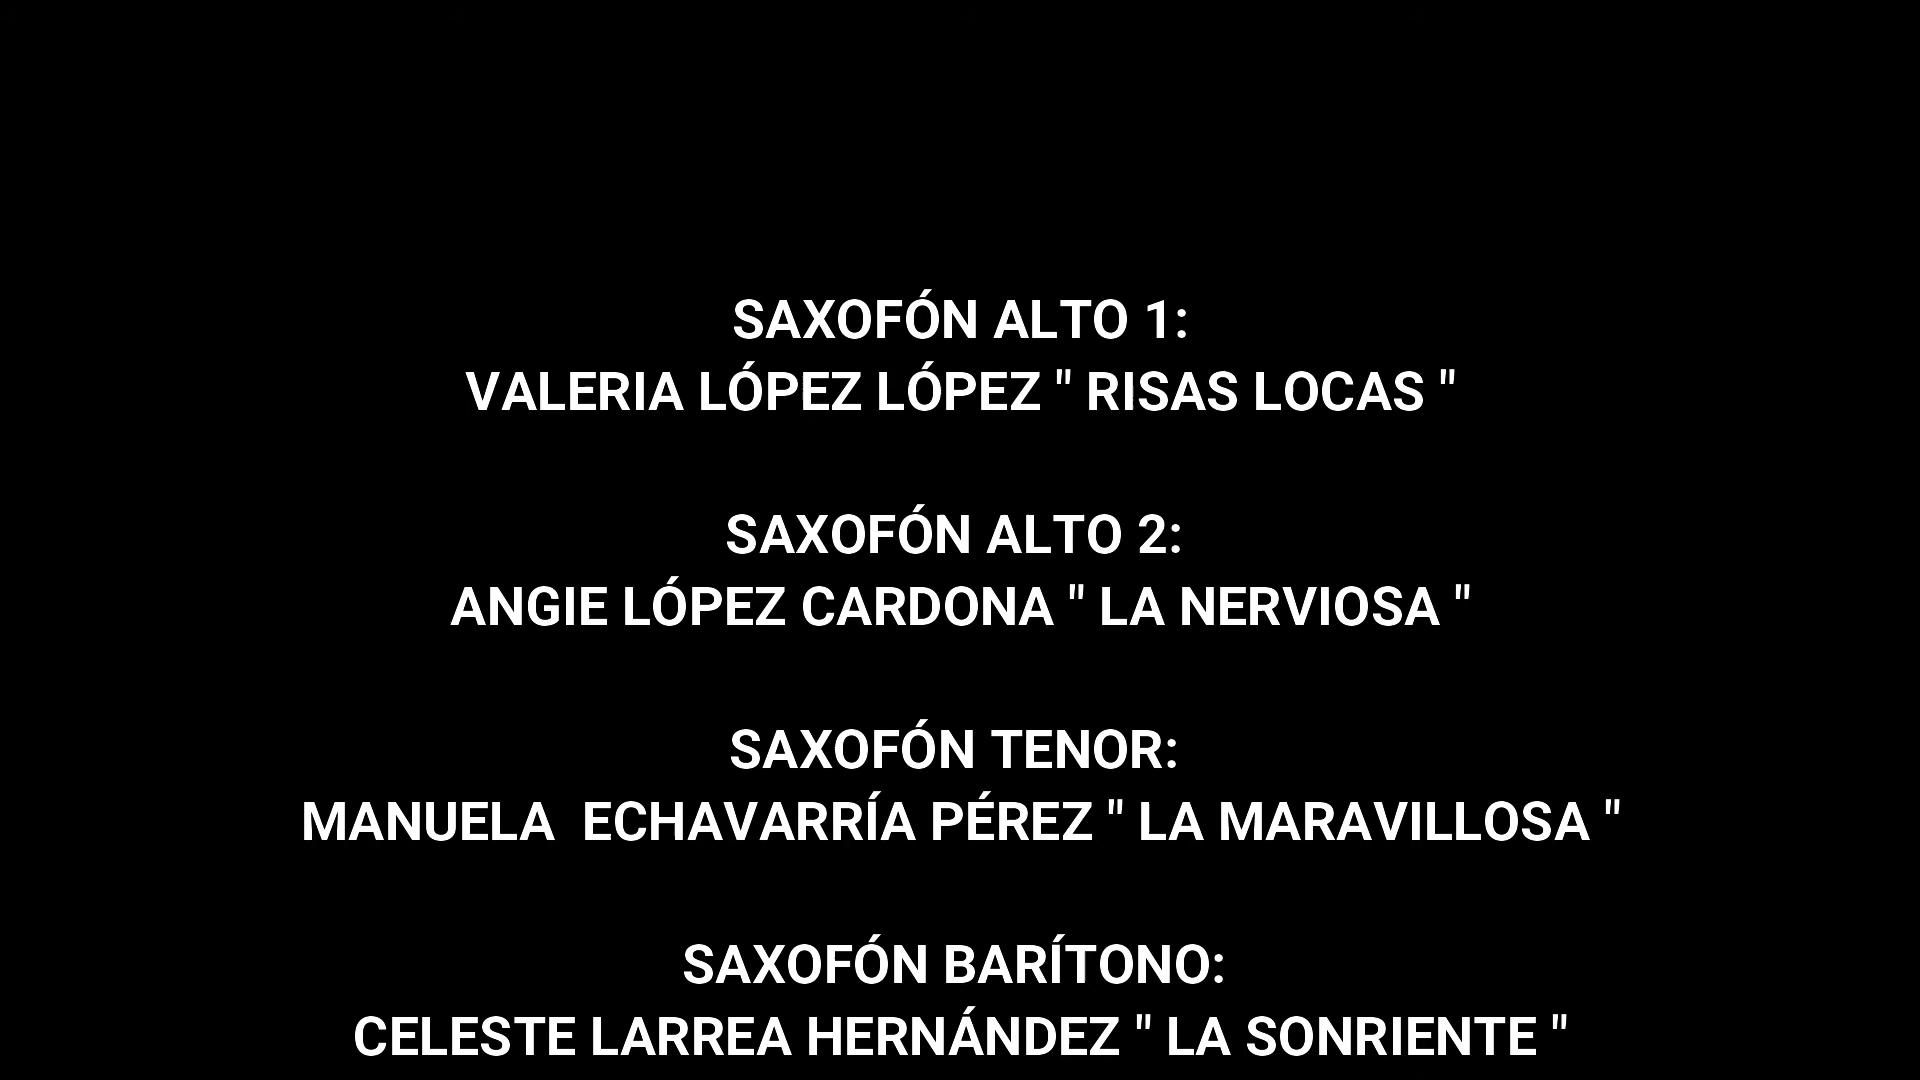 SAXOFÓN ALTO 1:
VALERIA LÓPEZ LÓPEZ " RISAS LOCAS "
SAXOFÓN ALTO 2:
ANGIE LÓPEZ CARDONA " LA NERVIOSA "
SAXOFÓN TENOR:
MANUELA  ECHAVARRÍA PÉREZ " LA MARAVILLOSA "
SAXOFÓN BARÍTONO:
CELESTE LARREA HERNÁNDEZ " LA SONRIENTE "